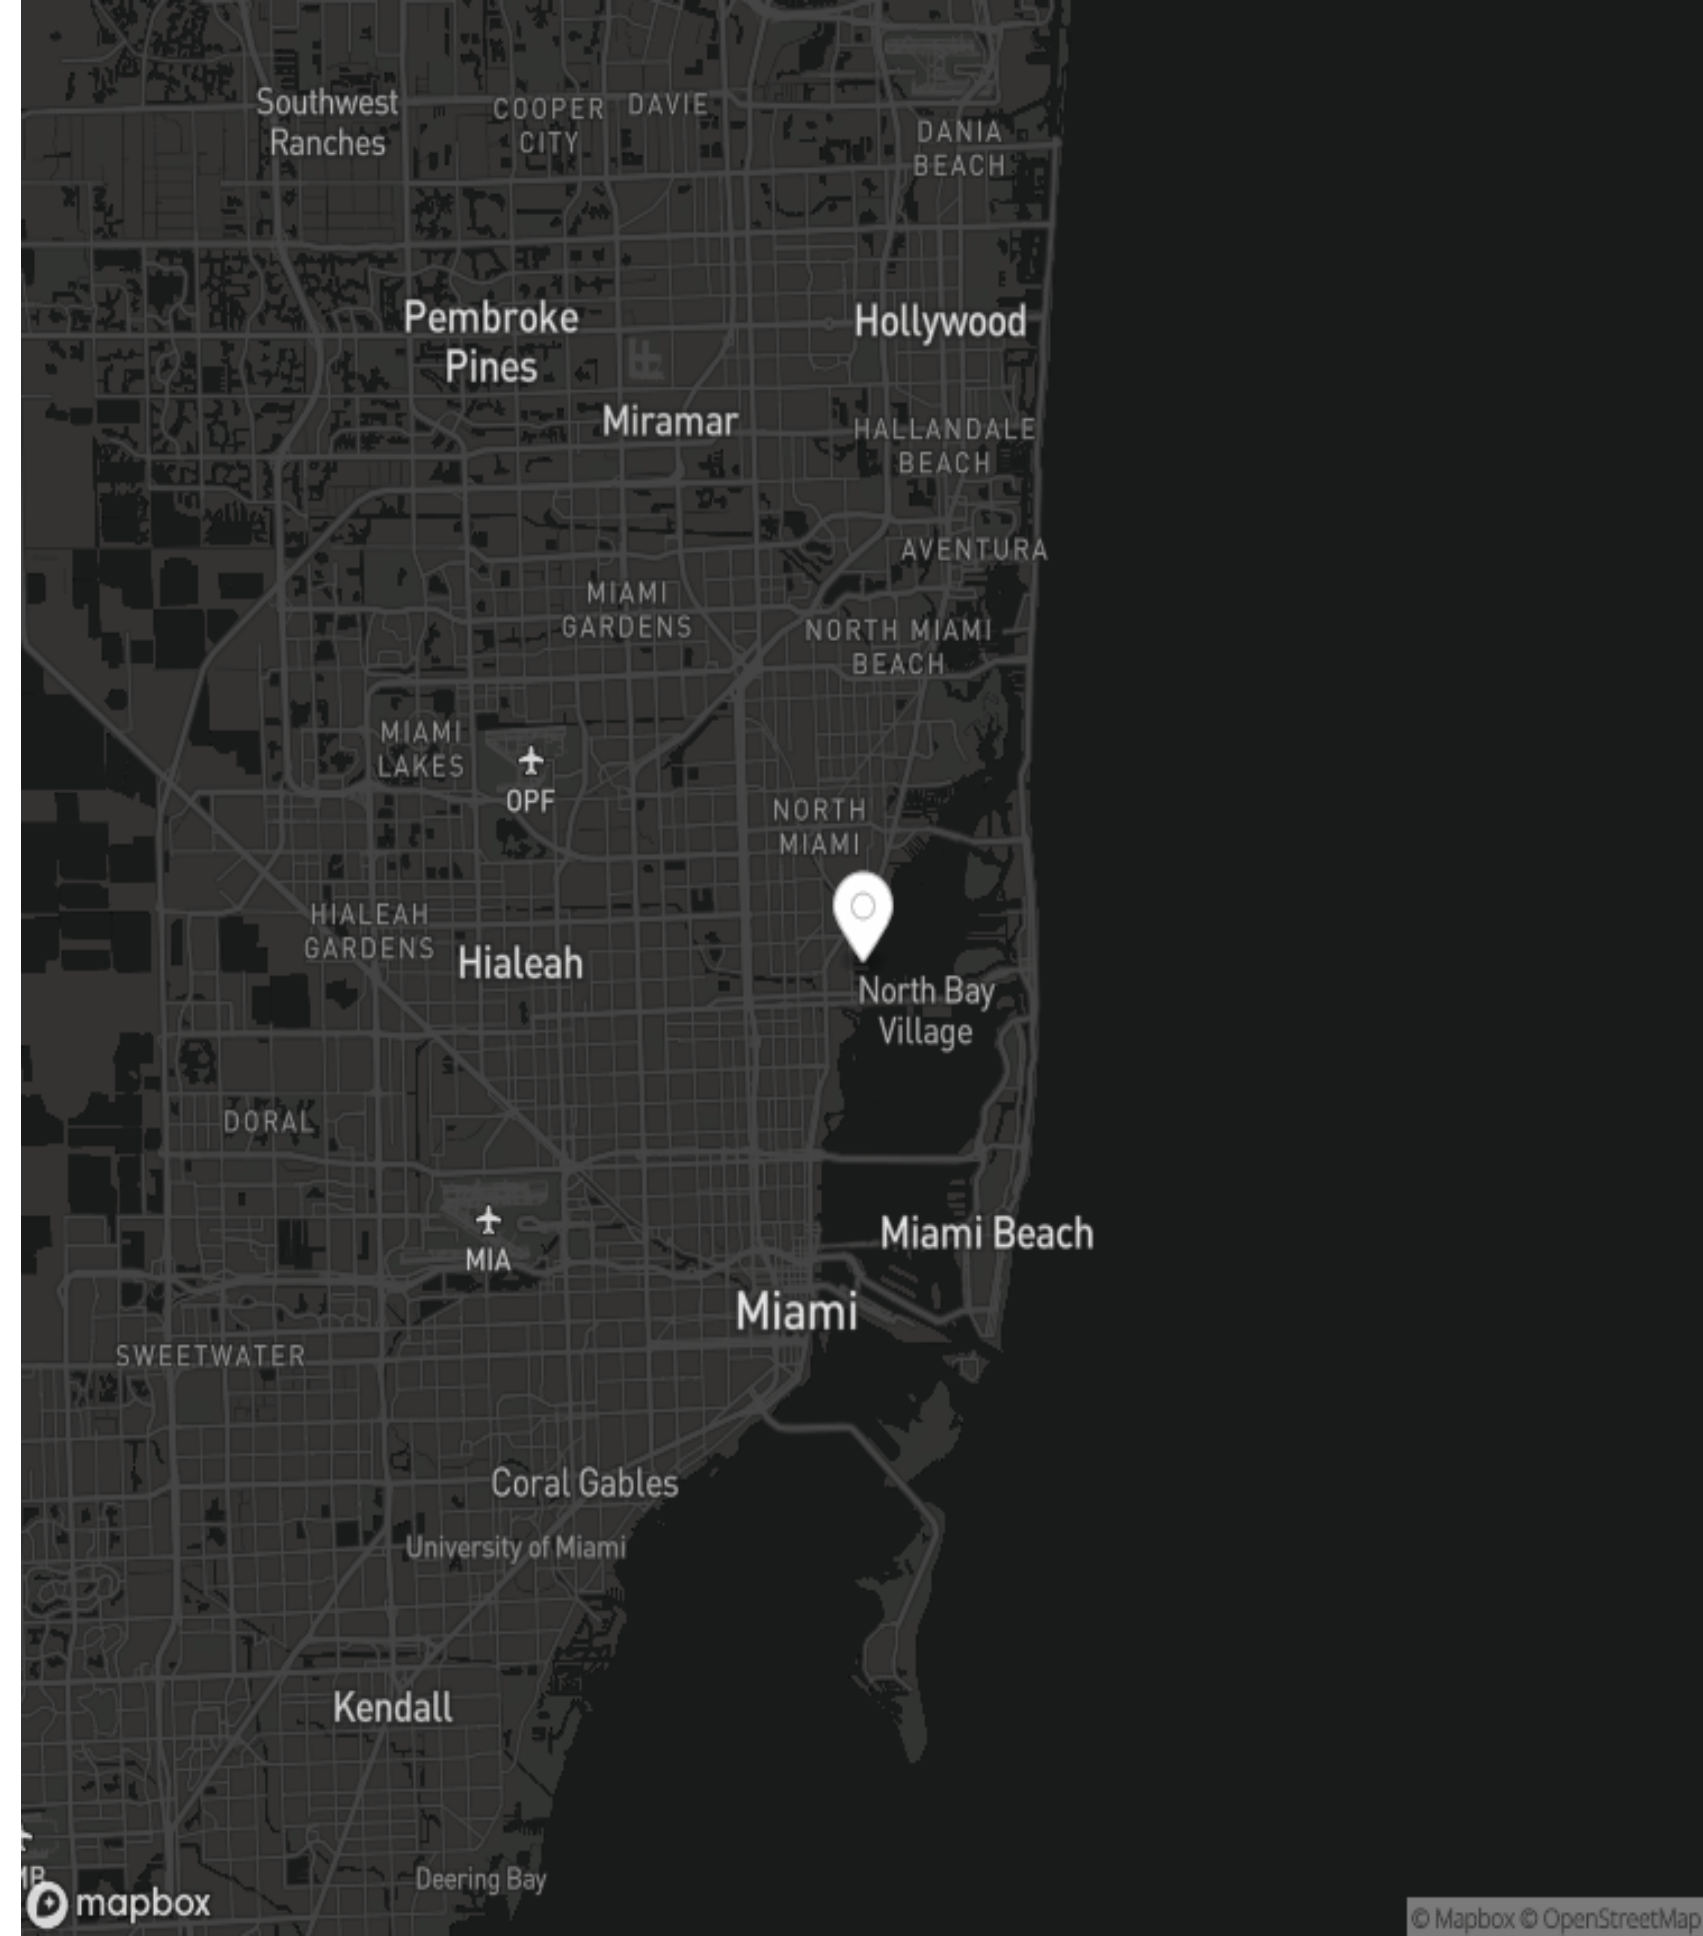 Southwest
Ranches
COOPER
CITY
DAVIE
DANIA
BEACH
Pembroke
Pines
Hollywood
Miramar
HALLANDALE
BEACH
AVENTURA
MIAMI
GARDENS
NORTH MIAMI
BEACH
MIAMI
LAKES
OPF
NORTH
MIAMI
HIALEAH
GARDENS
Hialeah
North Bay
Village
DORAL
MIA
Miami Beach
Miami
SWEETWATER
Coral Gables
University of Miami
Kendall
Deering Bay
mapbox
© Mapbox © OpenStreetMap